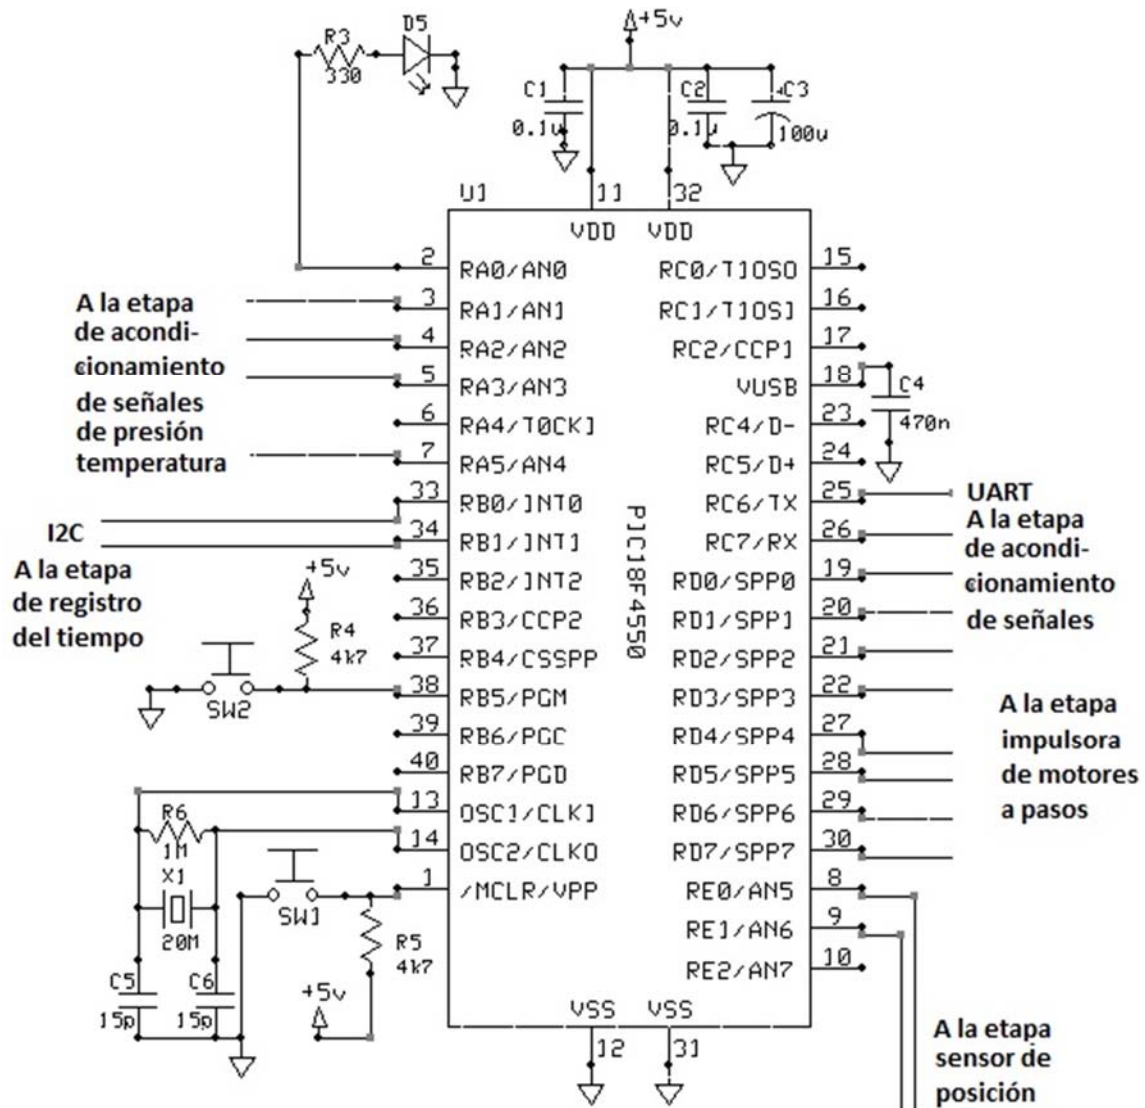 +5v
R3
330
D5
C1
0.1u
C2
0.1u
C3
100u
U1
11
32
VDD
VDD
2
RA0/AN0
3
RA1/AN1
4
RA2/AN2
5
RA3/AN3
6
RA4/T0CKI
7
RA5/AN4
33
RB0/INT0
34
RB1/INT1
35
RB2/INT2
36
RB3/CCP2
37
RB4/CSSPP
38
RB5/PGM
39
RB6/PGC
40
RB7/PGD
13
OSC1/CLKI
14
OSC2/CLKO
1
/MCLR/VPP
PIC18F4550
RC0/T1OSO
15
RC1/T1OSI
16
RC2/CCP1
17
VUSB
18
RC4/D-
23
RC5/D+
24
RC6/TX
25
RC7/RX
26
RD0/SPP0
19
RD1/SPP1
20
RD2/SPP2
21
RD3/SPP3
22
RD4/SPP4
27
RD5/SPP5
28
RD6/SPP6
29
RD7/SPP7
30
RE0/AN5
8
RE1/AN6
9
RE2/AN7
10
VSS
VSS
12
31
A la etapa
de acondi-
cionamiento
de señales
de presión
temperatura
I2C
A la etapa
de registro
del tiempo
+5v
R4
4k7
SW2
R6
1M
X1
20M
C5
15p
C6
15p
SW1
R5
4k7
+5v
C4
470n
UART
A la etapa
de acondi-
cionamiento
de señales
A la etapa
impulsora
de motores
a pasos
A la etapa
sensor de
posición